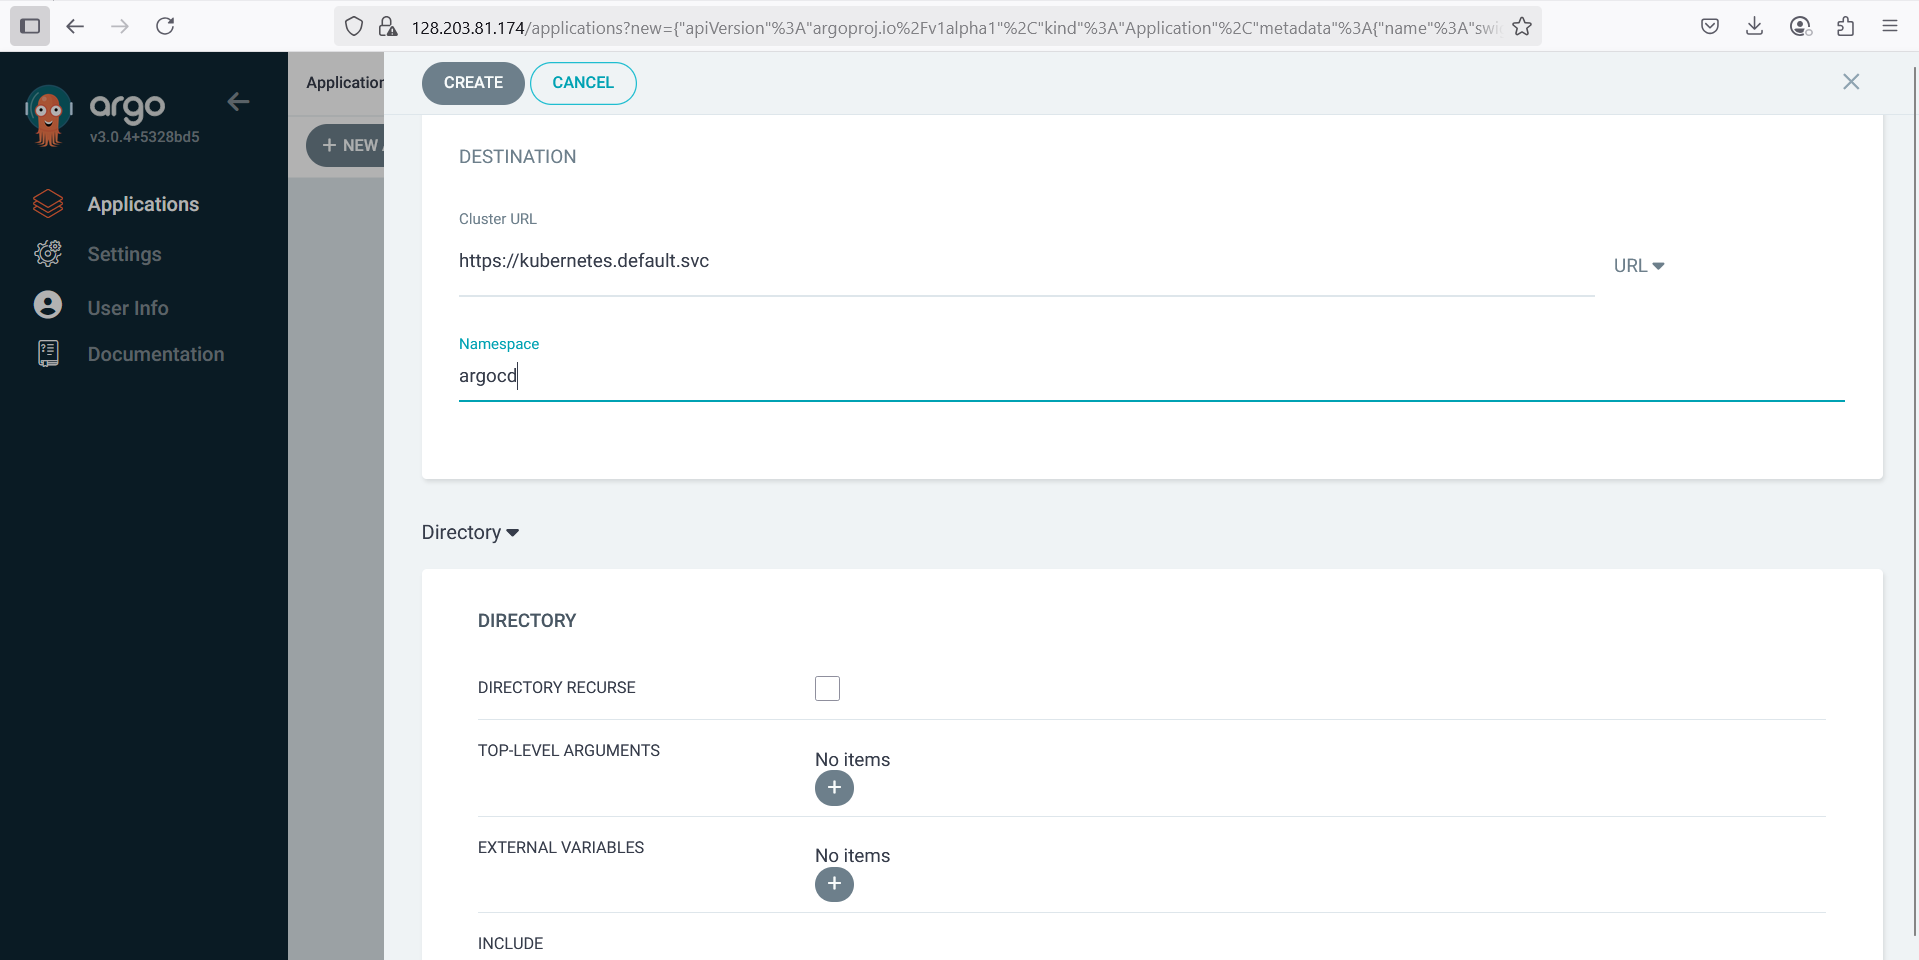 128.203.81.174/applications?new={"apiVersion"%3A"argoproj.io%2Fv1alpha1"%2C"kind"%3A"Application"%2C"metadata"%3A{"name"%3A"swi
argo
v3.0.4+5328bd5
Applications
Settings
User Info
Documentation
Application
+ NEW A
CREATE
CANCEL
DESTINATION
Cluster URL
https://kubernetes.default.svc
URL
Namespace
argocd
Directory
DIRECTORY
DIRECTORY RECURSE
TOP-LEVEL ARGUMENTS
No items
+
EXTERNAL VARIABLES
No items
+
INCLUDE